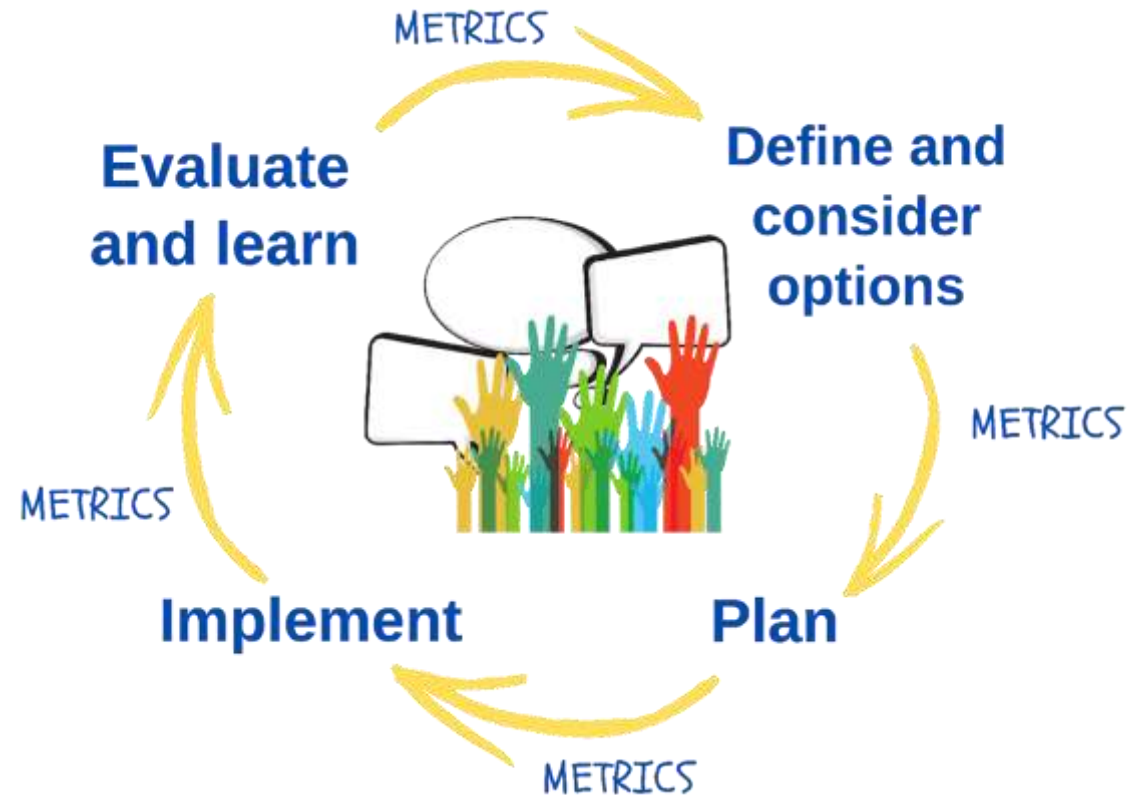 METRICS
Evaluate
and learn
Define and
consider
options
METRICS
METRICS
Implement
Plan
METRICS